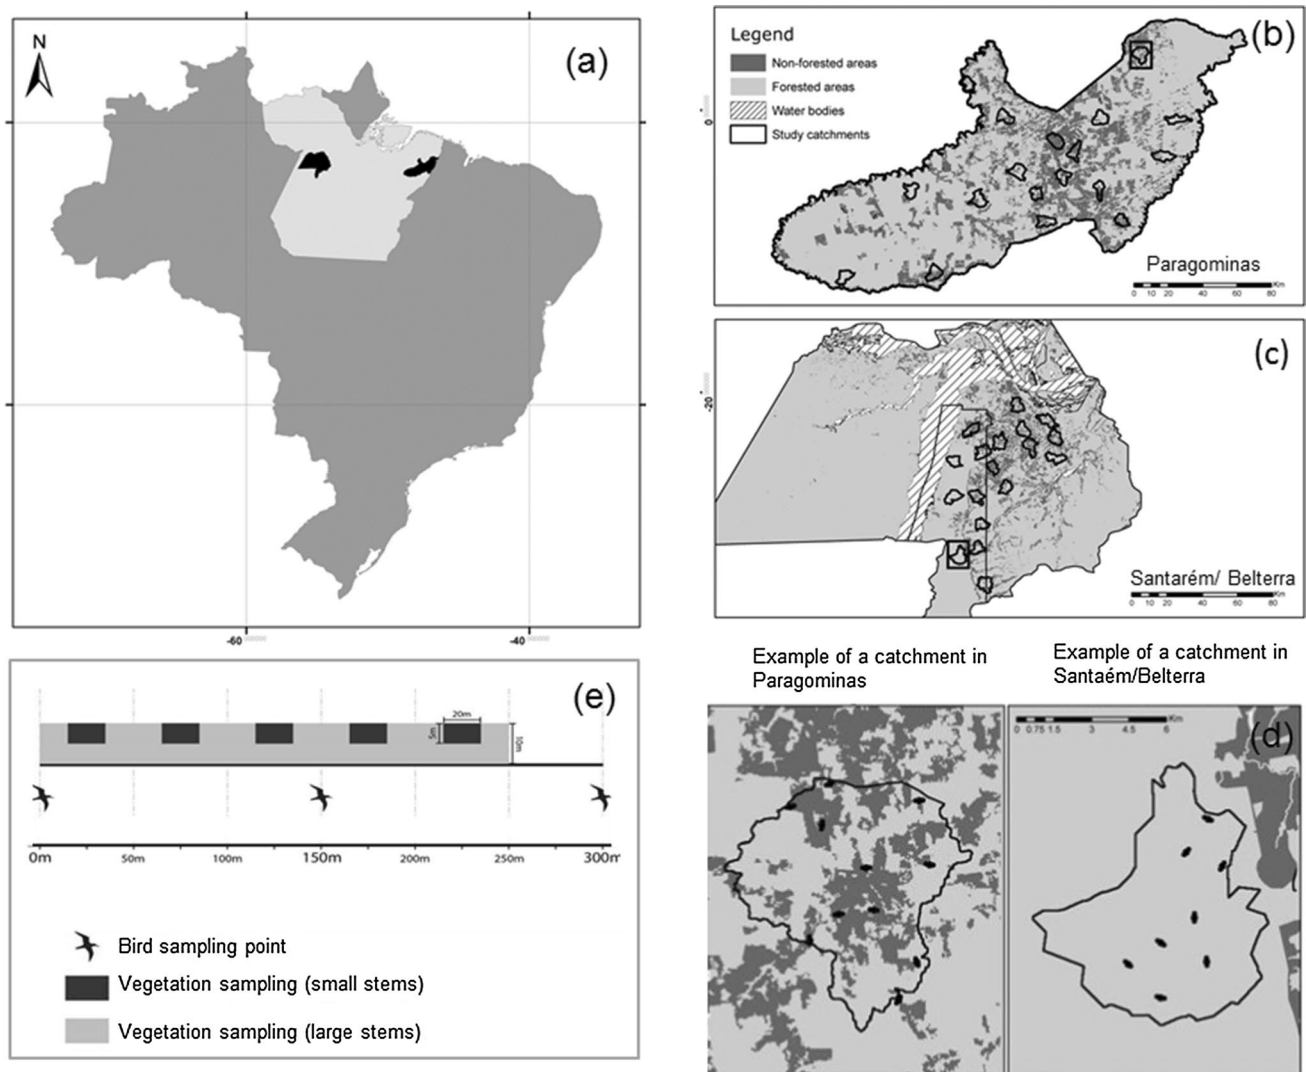 N
(a)
-60
-40
0
-20
Legend
Non-forested areas
Forested areas
Water bodies
Study catchments
(b)
Paragominas
0 10 20 40 60 80 Km
(c)
Santarém/ Belterra
0 10 20 40 60 80 Km
Example of a catchment in
Paragominas
Example of a catchment in
Santaém/Belterra
0 0.75 1.5 3 4.5 6 Km
(d)
(e)
20m
5m
10m
0m 50m 100m 150m 200m 250m 300m
Bird sampling point
Vegetation sampling (small stems)
Vegetation sampling (large stems)